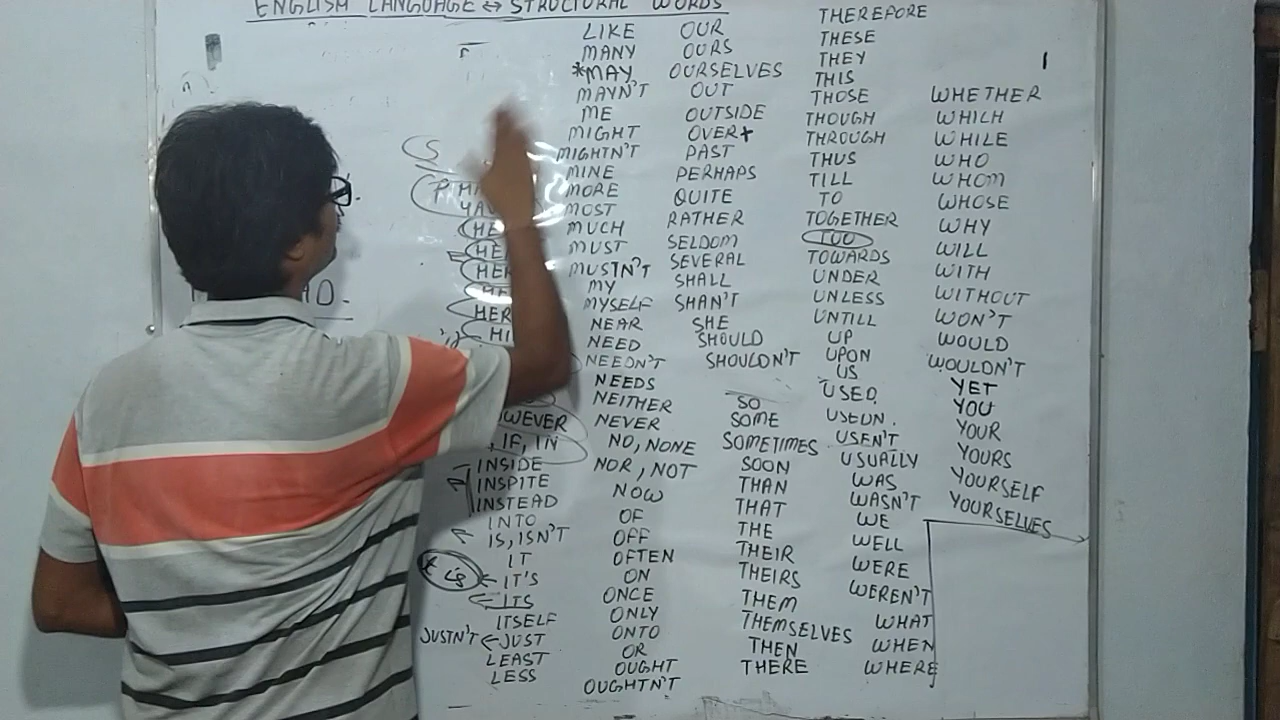 ENGLISH LANGUAGE ↔ STRUCTURAL WORDS
S
HE
HER
HER
HOWEVER
, IF, IN
INSIDE
INSPITE
INSTEAD
INTO
IS, ISN'T
IT
* is ← IT'S
ITS
ITSELF
JUSTN'T ← JUST
LEAST
LESS
LIKE
MANY
*MAY
MAYN'T
ME
MIGHT
MIGHTN'T
MINE
MORE
MOST
MUCH
MUST
MUSTN'T
MY
MYSELF
NEAR
NEED
NEEDN'T
NEEDS
NEITHER
NEVER
NO, NONE
NOR, NOT
NOW
OF
OFF
OFTEN
ON
ONCE
ONLY
ONTO
OR
OUGHT
OUGHTN'T
OUR
OURS
OURSELVES
OUT
OUTSIDE
OVER
PAST
PERHAPS
QUITE
RATHER
SELDOM
SEVERAL
SHALL
SHAN'T
SHE
SHOULD
SHOULDN'T
SO
SOME
SOMETIMES
SOON
THAN
THAT
THE
THEIR
THEIRS
THEM
THEMSELVES
THEN
THERE
THEREFORE
THESE
THEY
THIS
THOSE
THOUGH
THROUGH
THUS
TILL
TO
TOGETHER
TOO
TOWARDS
UNDER
UNLESS
UNTILL
UP
UPON
US
USED
USEN'T
USUALLY
WAS
WASN'T
WE
WELL
WERE
WEREN'T
WHAT
WHEN
WHERE
WHETHER
WHICH
WHILE
WHO
WHOM
WHOSE
WHY
WILL
WITH
WITHOUT
WON'T
WOULD
WOULDN'T
YET
YOU
YOUR
YOURS
YOURSELF
YOURSELVES